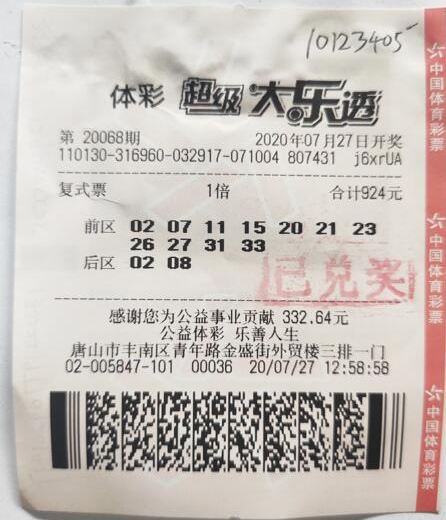 10123405
体彩 超级大乐透
第 20068期 2020年07月27日开奖
110130-316960-032917-071004 807431 j6xrUA
复式票 1倍 合计924元
前区 02 07 11 15 20 21 23
26 27 31 33
后区 02 08
已兑奖
感谢您为公益事业贡献 332.64元
公益体彩 乐善人生
唐山市丰南区青年路金盛街外贸楼三排一门
02-005847-101 00036 20/07/27 12:58:58
中国体育彩票
中国体育彩票
中国体育彩票